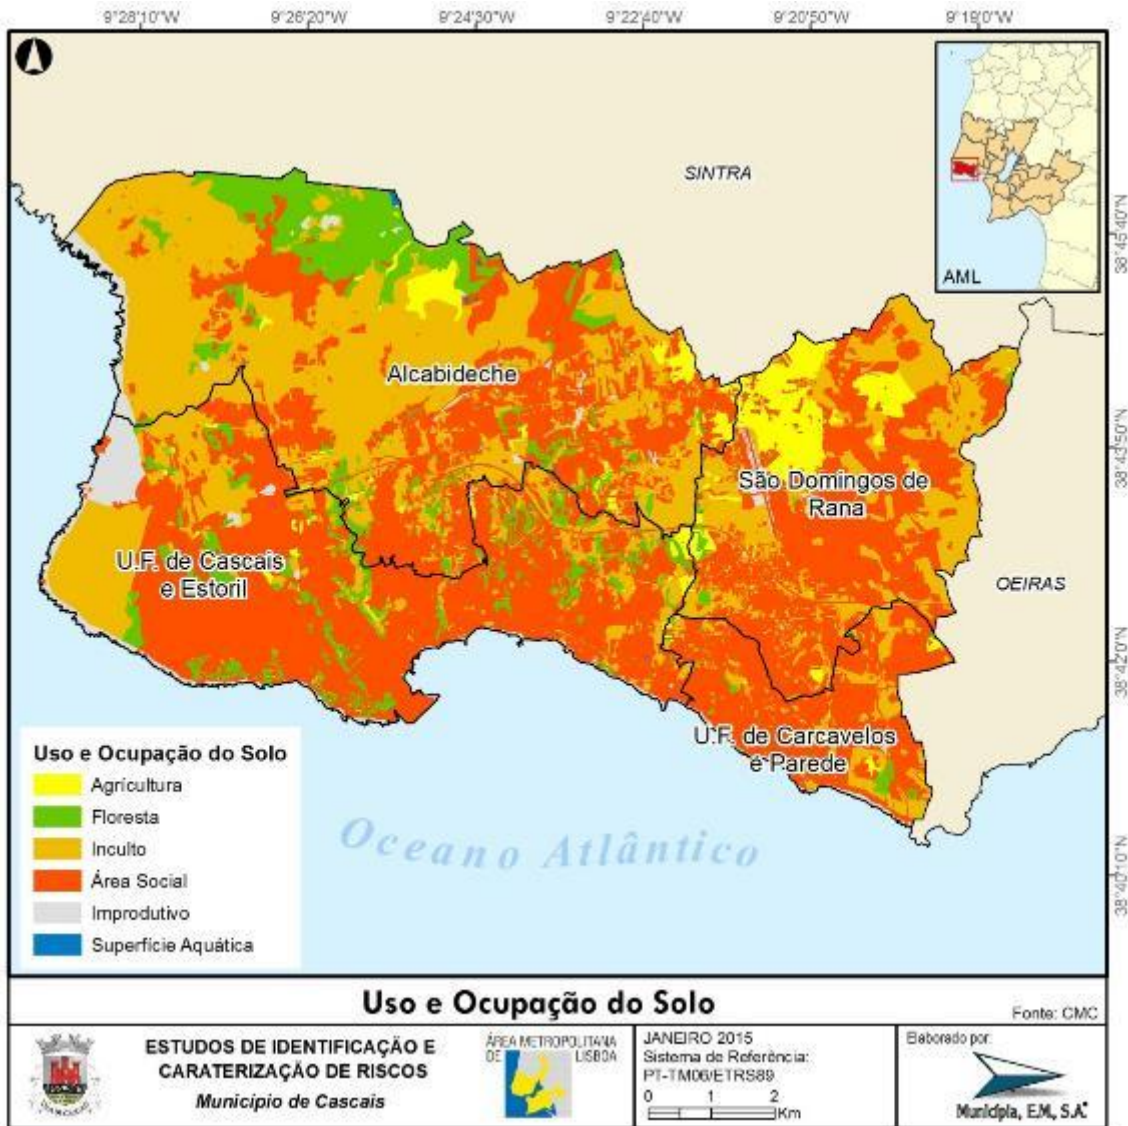 9°28'10"W 9°26'20"W 9°24'30"W 9°22'40"W 9°20'50"W 9°18'0"W
SINTRA
AML
38°45'40"N
Alcabideche
38°43'50"N
São Domingos de
Rana
U.F. de Cascais
e Estoril
OEIRAS
38°42'0"N
U.F. de Carcavelos
e Parede
Uso e Ocupação do Solo
Agrícultura
Floresta
Inculto
Área Social
Improdutivo
Superfície Aquática
Oceano Atlântico
38°40'10"N
Uso e Ocupação do Solo
Fonte: CMC
ESTUDOS DE IDENTIFICAÇÃO E
CARATERIZAÇÃO DE RISCOS
Município de Cascais
ÁREA METROPOLITANA
DE LISBOA
JANEIRO 2015
Sistema de Referência:
PT-TM06/ETRS89
0 1 2
Km
Elaborado por:
Municípia, E.M., S.A.